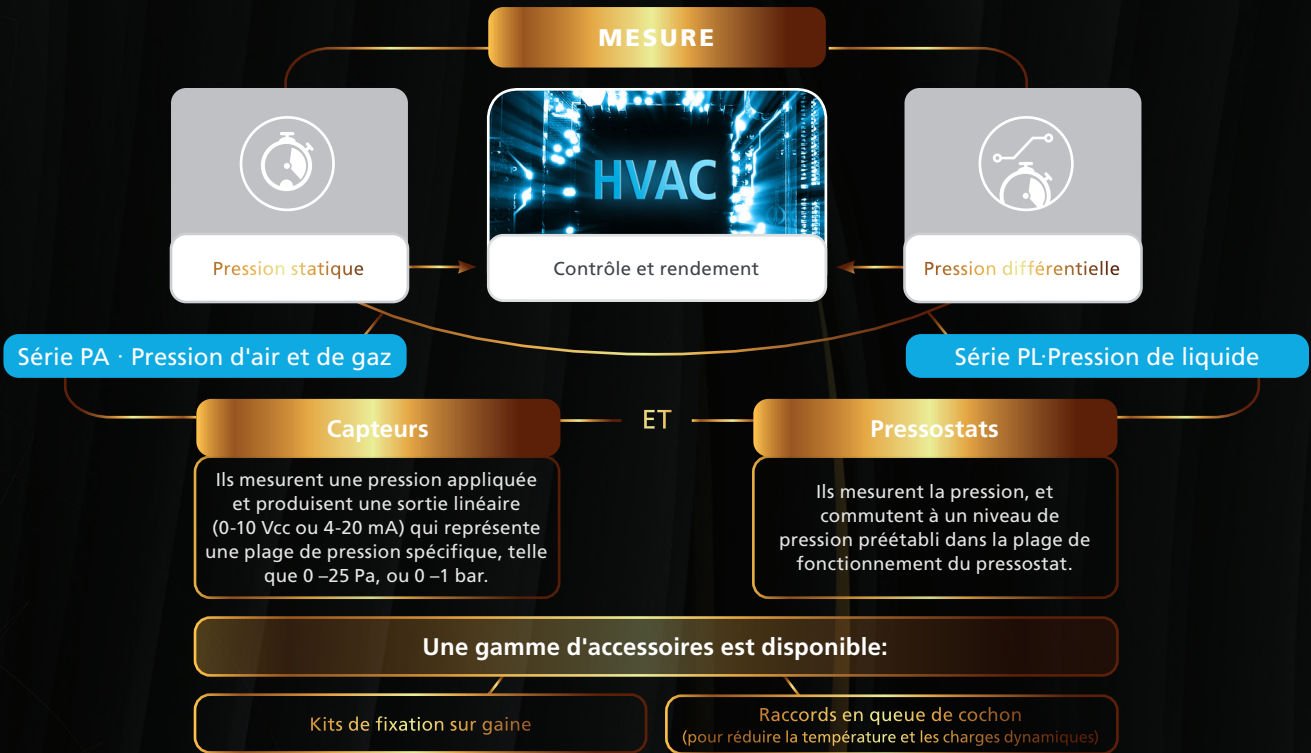 MESURE
HVAC
Pression statique
Contrôle et rendement
Pression différentielle
Série PA · Pression d'air et de gaz
Série PL·Pression de liquide
Capteurs
ET
Pressostats
Ils mesurent une pression appliquée
et produisent une sortie linéaire
(0-10 Vcc ou 4-20 mA) qui représente
une plage de pression spécifique, telle
que 0 –25 Pa, ou 0 –1 bar.
Ils mesurent la pression, et
commutent à un niveau de
pression préétabli dans la plage de
fonctionnement du pressostat.
Une gamme d'accessoires est disponible:
Kits de fixation sur gaine
Raccords en queue de cochon
(pour réduire la température et les charges dynamiques)